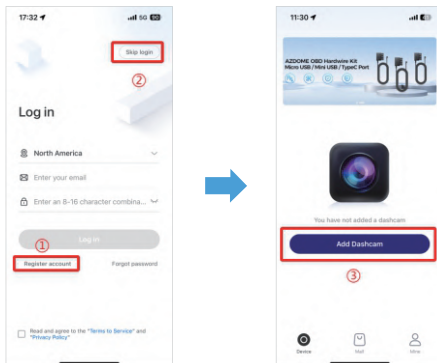 17:32
5G
Skip login
②
Log in
North America
Enter your email
Enter an 8-16 character combina...
Log in
①
Register account
Forgot password
Read and agree to the "Terms to Service" and
"Privacy Policy"
11:30
AZDOME OBD Hardwire Kit
Micro USB / Mini USB / TypeC Port
You have not added a dashcam
Add Dashcam
③
Device
Mall
Mine